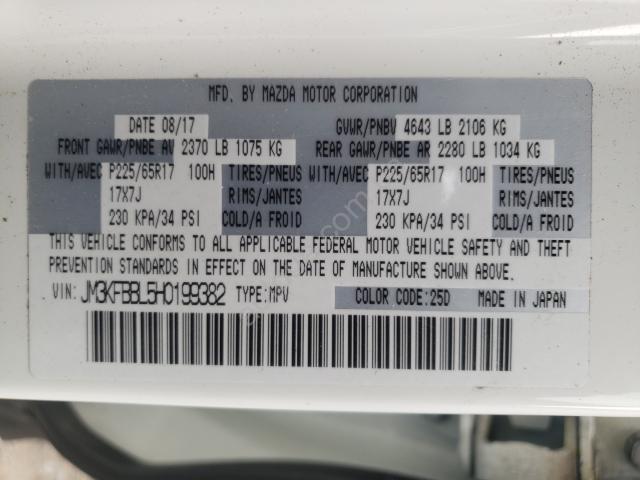 MFD. BY MAZDA MOTOR CORPORATION
DATE 08/17 GVWR/PNBV 4643 LB 2106 KG
FRONT GAWR/PNBE AV 2370 LB 1075 KG REAR GAWR/PNBE AR 2280 LB 1034 KG
WITH/AVEC P225/65R17 100H TIRES/PNEUS WITH/AVEC P225/65R17 100H TIRES/PNEUS
17X7J RIMS/JANTES 17X7J RIMS/JANTES
230 KPA/34 PSI COLD/A FROID 230 KPA/34 PSI COLD/A FROID
THIS VEHICLE CONFORMS TO ALL APPLICABLE FEDERAL MOTOR VEHICLE SAFETY AND THEFT
PREVENTION STANDARDS IN EFFECT ON THE DATE OF MANUFACTURE SHOWN ABOVE.
VIN: JM3KFBBL5H0199382 TYPE:MPV COLOR CODE:25D MADE IN JAPAN